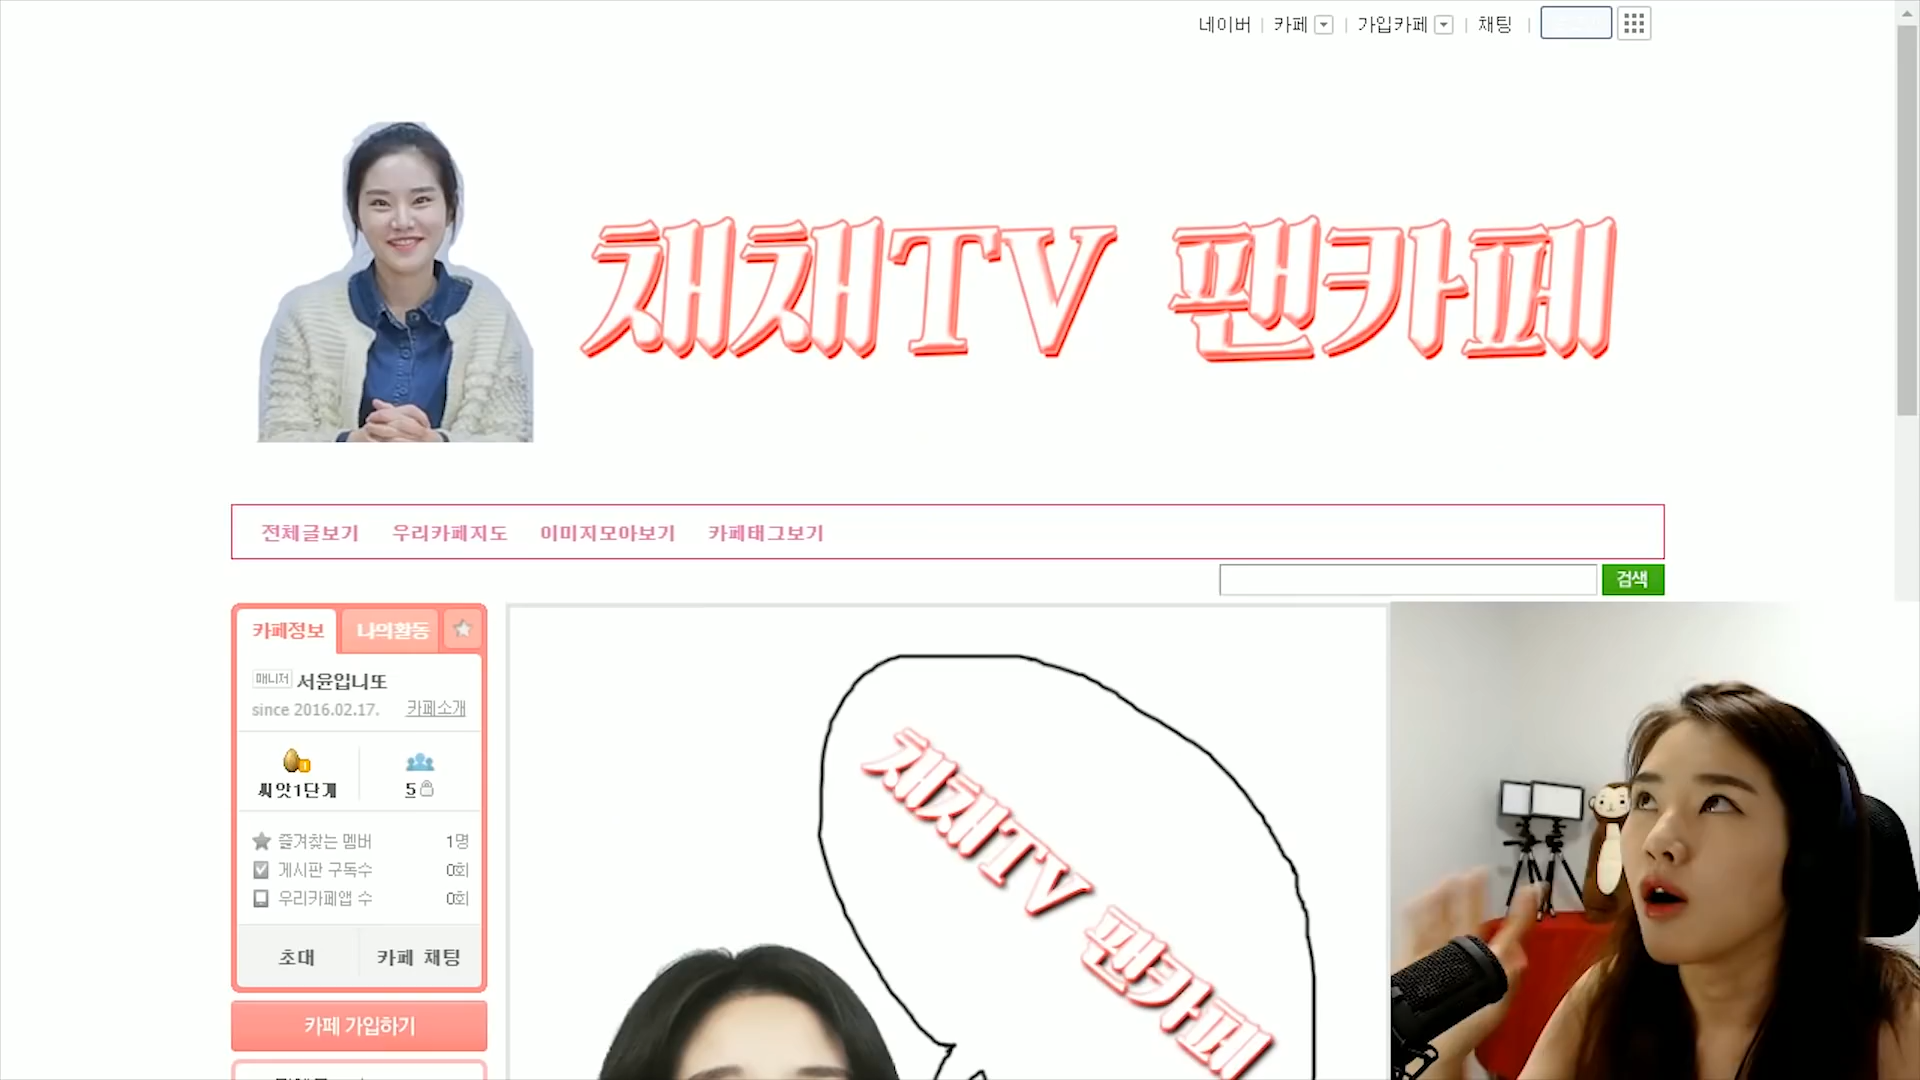 네이버 카페 가입카페 채팅
채채TV 팬카페
전체글보기 우리카페지도 이미지모아보기 카페태그보기
검색
카페정보 나의활동
매니저 서윤입니또
since 2016.02.17. 카페소개
씨앗1단계 5
즐겨찾는 멤버 1명
게시판 구독수 0회
우리카페앱 수 0회
초대 카페 채팅
카페 가입하기
채채TV 팬카페